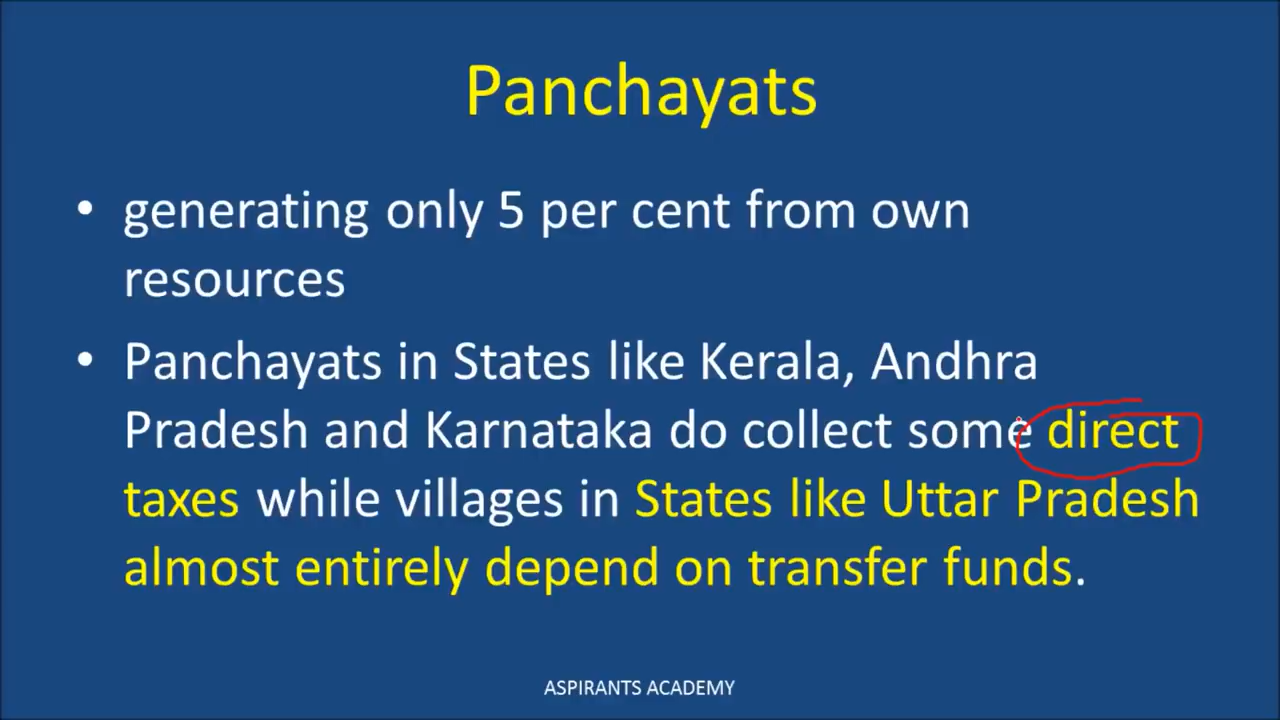 Panchayats
• generating only 5 per cent from own
resources
• Panchayats in States like Kerala, Andhra
Pradesh and Karnataka do collect some direct
taxes while villages in States like Uttar Pradesh
almost entirely depend on transfer funds.
ASPIRANTS ACADEMY